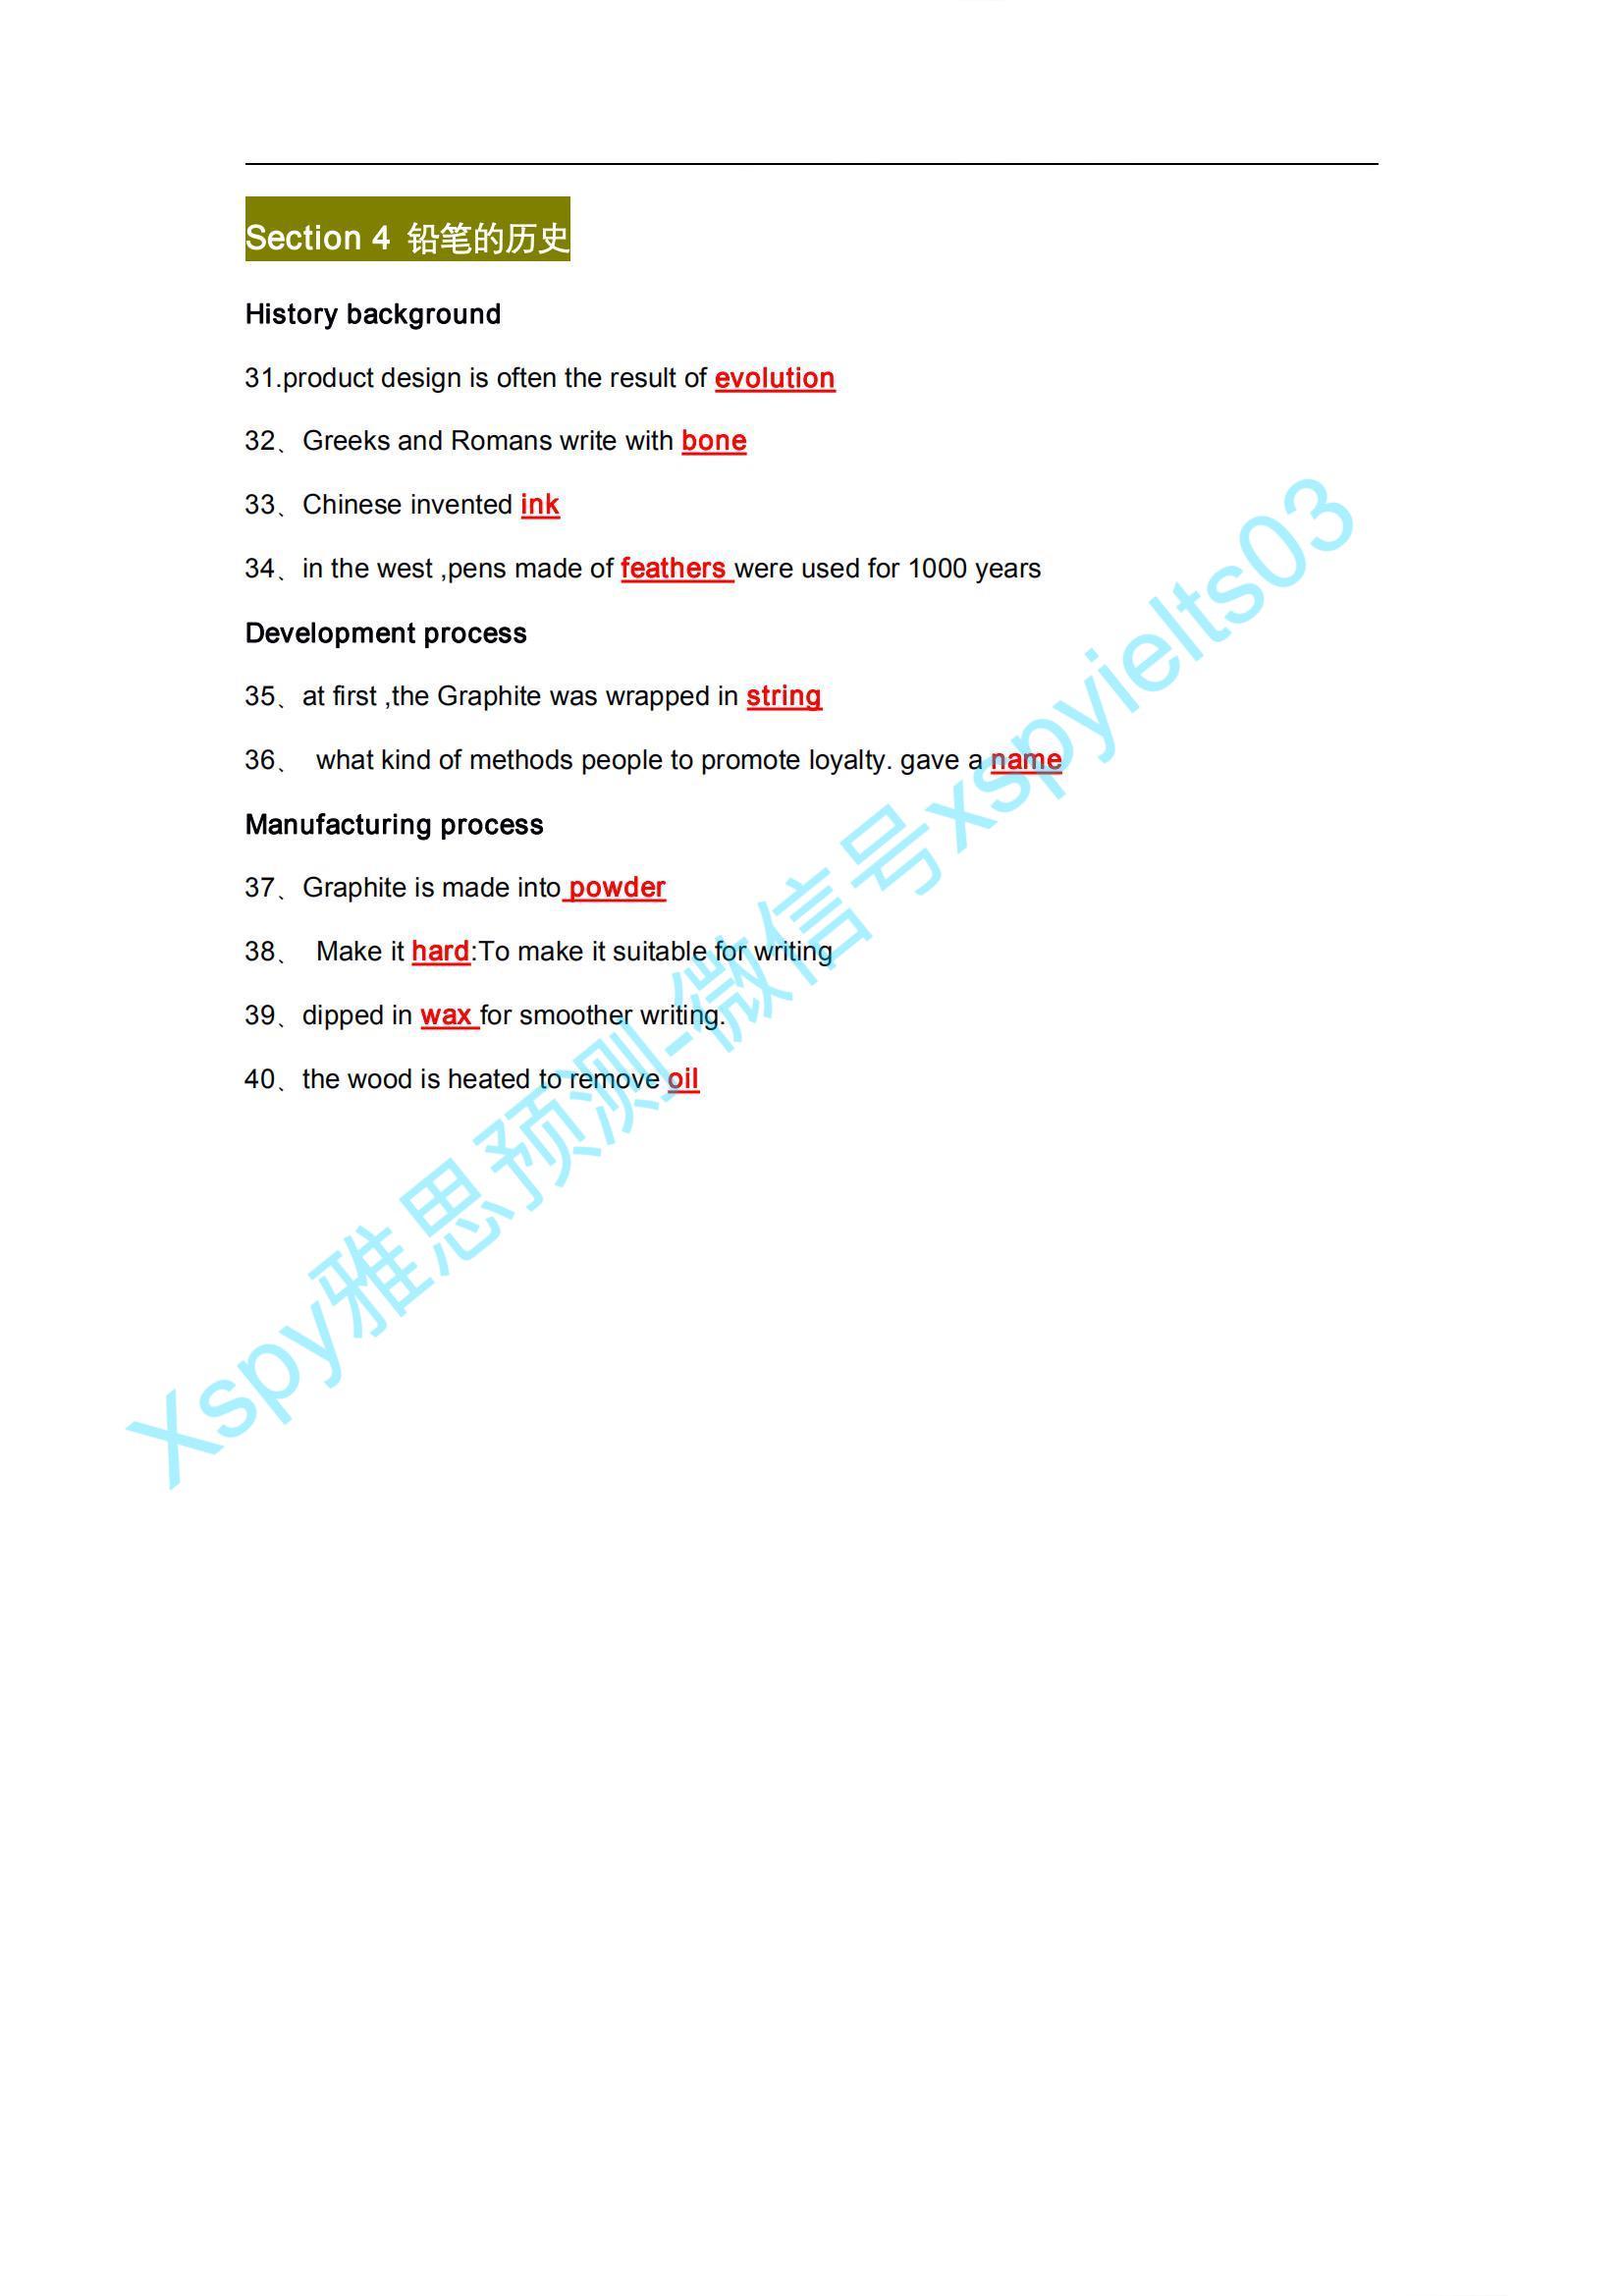 Section 4 铅笔的历史
History background
31.product design is often the result of evolution
32、Greeks and Romans write with bone
33、Chinese invented ink
34、in the west ,pens made of feathers were used for 1000 years
Development process
35、at first ,the Graphite was wrapped in string
36、 what kind of methods people to promote loyalty. gave a name
Manufacturing process
37、Graphite is made into powder
38、 Make it hard:To make it suitable for writing
39、dipped in wax for smoother writing.
40、the wood is heated to remove oil
Xspy雅思预测-微信号xspyielts03